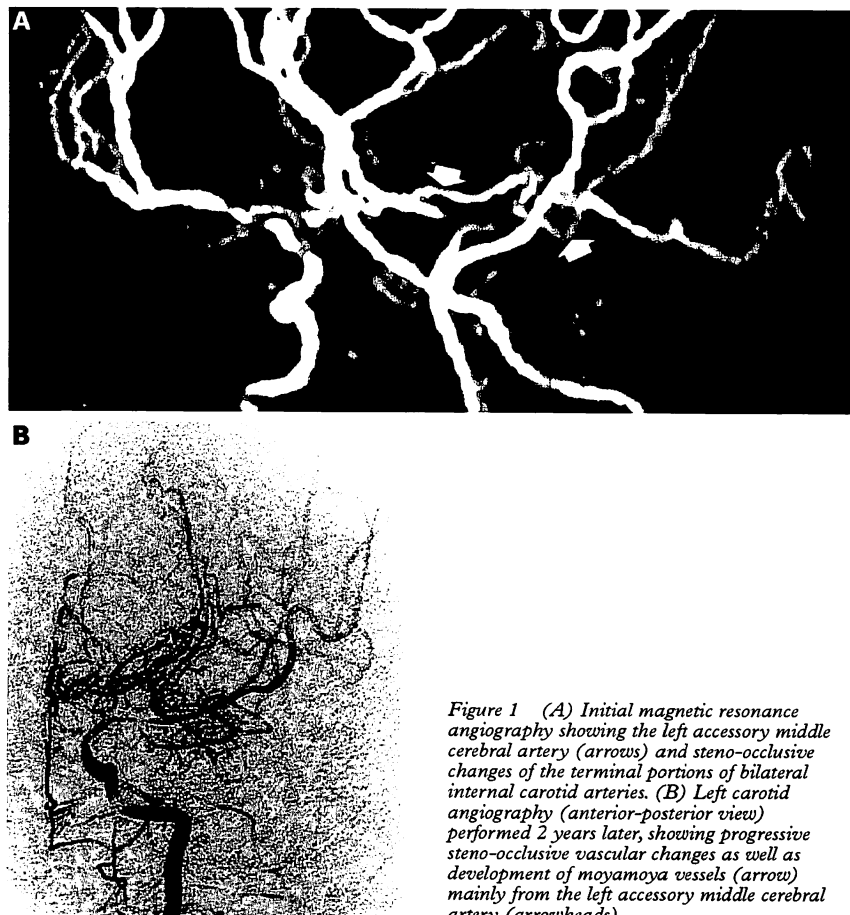 A
B
Figure 1 (A) Initial magnetic resonance
angiography showing the left accessory middle
cerebral artery (arrows) and steno-occlusive
changes of the terminal portions of bilateral
internal carotid arteries. (B) Left carotid
angiography (anterior-posterior view)
performed 2 years later, showing progressive
steno-occlusive vascular changes as well as
development of moyamoya vessels (arrow)
mainly from the left accessory middle cerebral
artery (arrowheads)